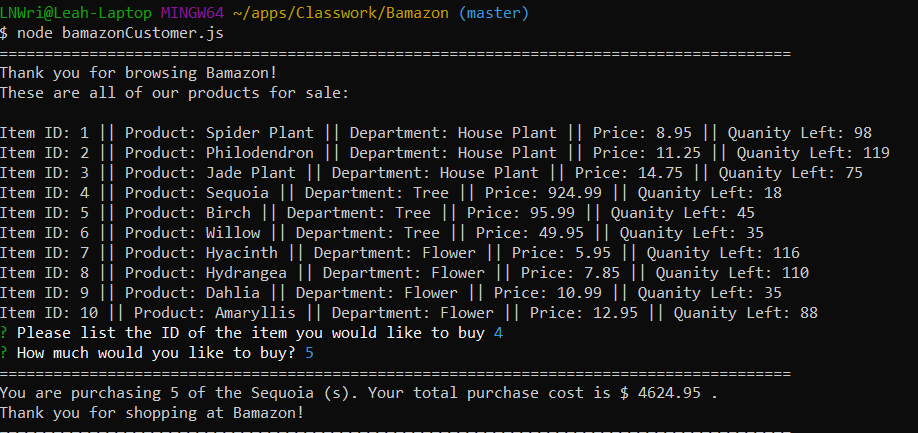 LNWri@Leah-Laptop MINGW64 ~/apps/Classwork/Bamazon (master)
$ node bamazonCustomer.js
========================================================================================
Thank you for browsing Bamazon!
These are all of our products for sale:

Item ID: 1 || Product: Spider Plant || Department: House Plant || Price: 8.95 || Quanity Left: 98
Item ID: 2 || Product: Philodendron || Department: House Plant || Price: 11.25 || Quanity Left: 119
Item ID: 3 || Product: Jade Plant || Department: House Plant || Price: 14.75 || Quanity Left: 75
Item ID: 4 || Product: Sequoia || Department: Tree || Price: 924.99 || Quanity Left: 18
Item ID: 5 || Product: Birch || Department: Tree || Price: 95.99 || Quanity Left: 45
Item ID: 6 || Product: Willow || Department: Tree || Price: 49.95 || Quanity Left: 35
Item ID: 7 || Product: Hyacinth || Department: Flower || Price: 5.95 || Quanity Left: 116
Item ID: 8 || Product: Hydrangea || Department: Flower || Price: 7.85 || Quanity Left: 110
Item ID: 9 || Product: Dahlia || Department: Flower || Price: 10.99 || Quanity Left: 35
Item ID: 10 || Product: Amaryllis || Department: Flower || Price: 12.95 || Quanity Left: 88
? Please list the ID of the item you would like to buy 4
? How much would you like to buy? 5
========================================================================================
You are purchasing 5 of the Sequoia (s). Your total purchase cost is $ 4624.95 .
Thank you for shopping at Bamazon!
========================================================================================